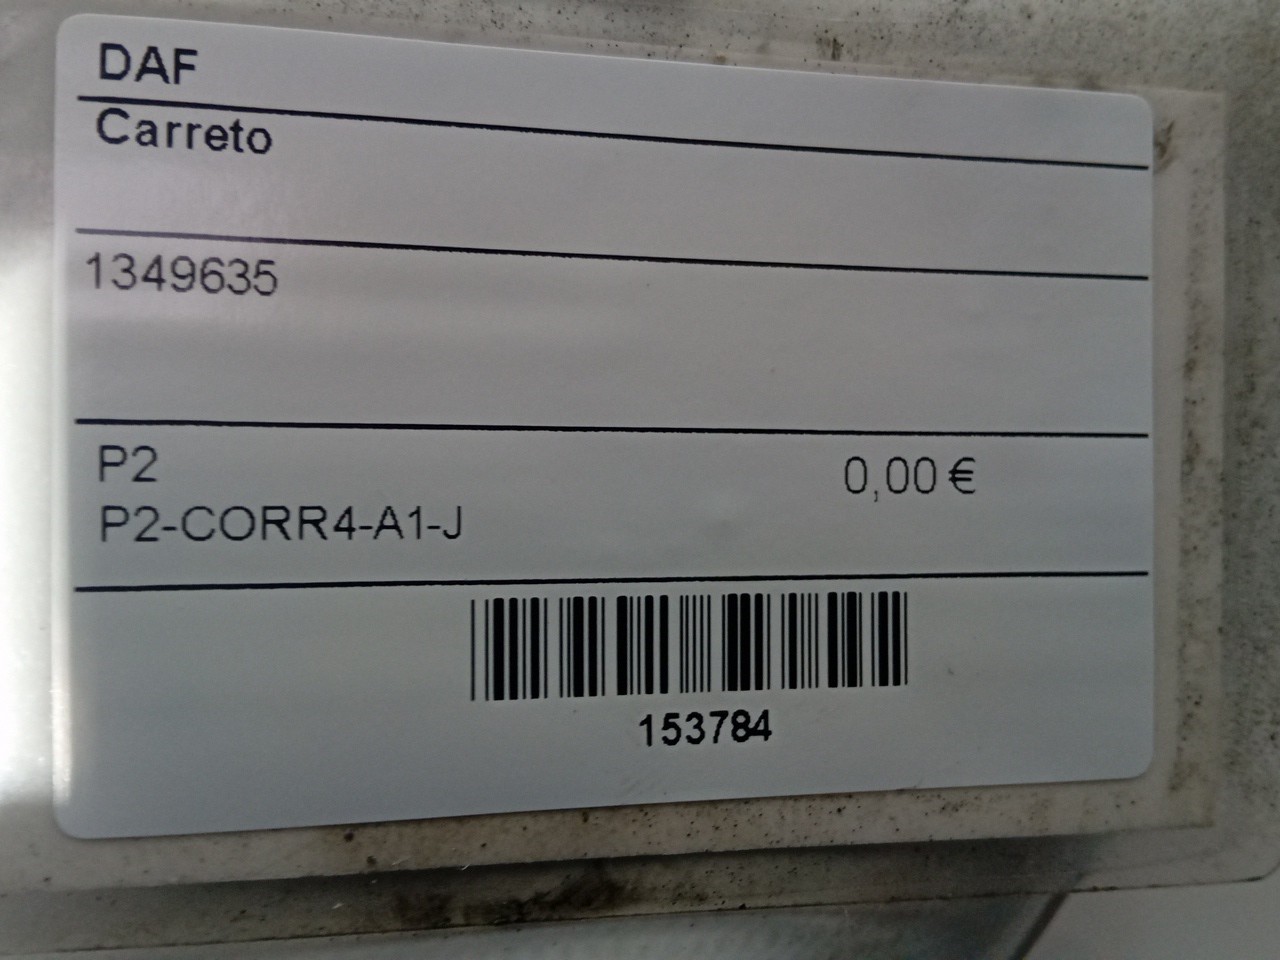 DAF
Carreto
1349635
P2
0,00 €
P2-CORR4-A1-J
153784